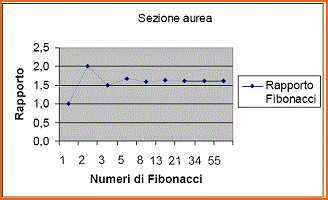 Sezione aurea
Rapporto
2,5
2,0
1,5
1,0
0,5
0,0
1 2 3 5 8 13 21 34 55
Numeri di Fibonacci
Rapporto
Fibonacci